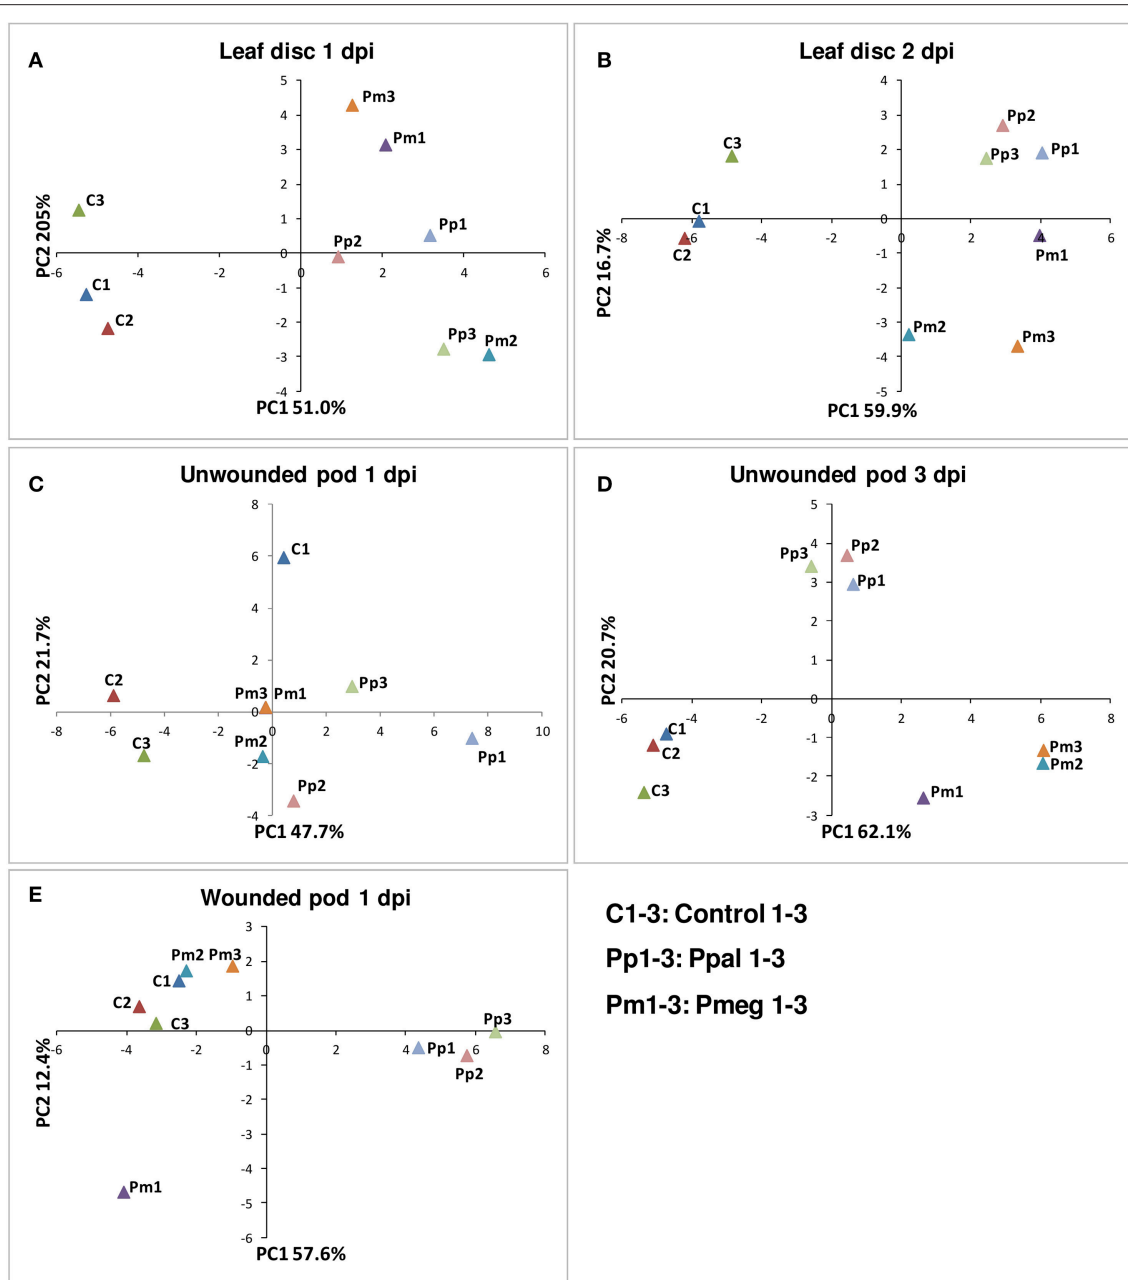 A
Leaf disc 1 dpi
5
4
3
2
1
0
-1
-2
-3
-4
-6
-4
-2
0
2
4
6
Pm3
Pm1
C3
Pp1
Pp2
C1
C2
Pp3
Pm2
PC2 205%
PC1 51.0%
B
Leaf disc 2 dpi
4
3
2
1
0
-1
-2
-3
-4
-5
-8
-6
-4
-2
0
2
4
6
Pp2
Pp1
Pp3
C3
C1
C2
Pm1
Pm2
Pm3
PC2 16.7%
PC1 59.9%
C
Unwounded pod 1 dpi
8
6
4
2
0
-2
-4
-8
-6
-4
-2
0
2
4
6
8
10
C1
C2
Pm3
Pm1
Pp3
C3
Pm2
Pp1
Pp2
PC2 21.7%
PC1 47.7%
D
Unwounded pod 3 dpi
5
4
3
2
1
0
-1
-2
-3
-6
-4
-2
0
2
4
6
8
Pp3
Pp2
Pp1
C1
C2
C3
Pm3
Pm2
Pm1
PC2 20.7%
PC1 62.1%
E
Wounded pod 1 dpi
3
2
1
0
-1
-2
-3
-4
-5
-6
-6
-4
-2
0
2
4
6
8
Pm2
Pm3
C1
C2
C3
Pp3
Pp1
Pp2
Pm1
PC2 12.4%
PC1 57.6%
C1-3: Control 1-3
Pp1-3: Ppal 1-3
Pm1-3: Pmeg 1-3